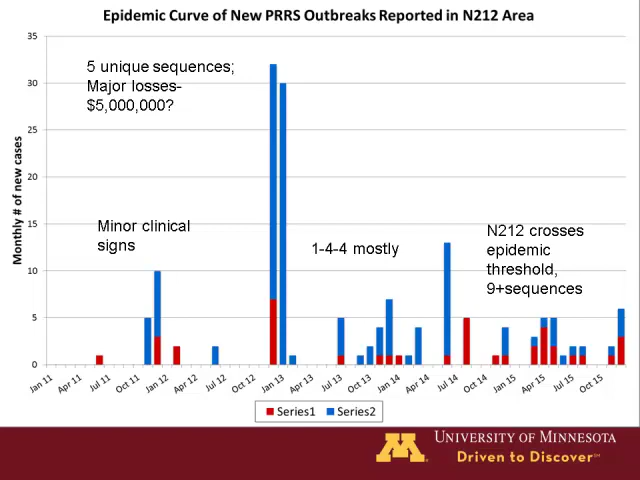 Epidemic Curve of New PRRS Outbreaks Reported in N212 Area
35
30
25
20
15
10
5
0
Monthly # of new cases
5 unique sequences;
Major losses-
$5,000,000?
Minor clinical
signs
1-4-4 mostly
N212 crosses
epidemic
threshold,
9+sequences
Jan 11
Apr 11
Jul 11
Oct 11
Jan 12
Apr 12
Jul 12
Oct 12
Jan 13
Apr 13
Jul 13
Oct 13
Jan 14
Apr 14
Jul 14
Oct 14
Jan 15
Apr 15
Jul 15
Oct 15
Series1 Series2
M
UNIVERSITY OF MINNESOTA
Driven to Discover℠